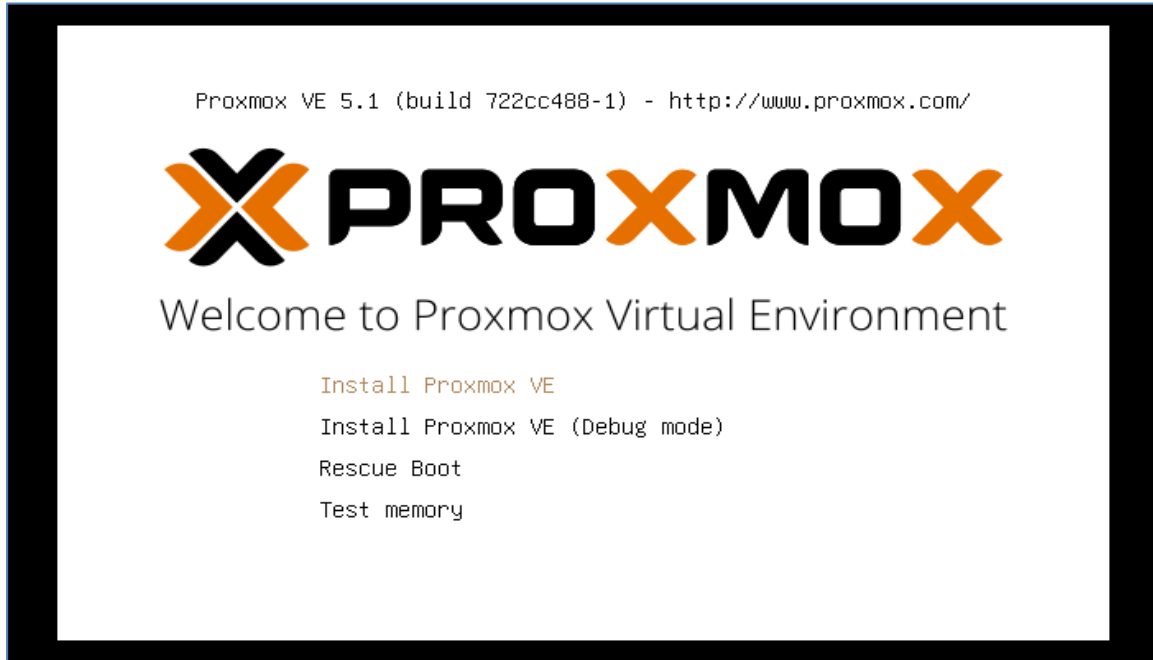 Proxmox VE 5.1 (build 722cc488-1) - http://www.proxmox.com/
PROXMOX
Welcome to Proxmox Virtual Environment
Install Proxmox VE
Install Proxmox VE (Debug mode)
Rescue Boot
Test memory